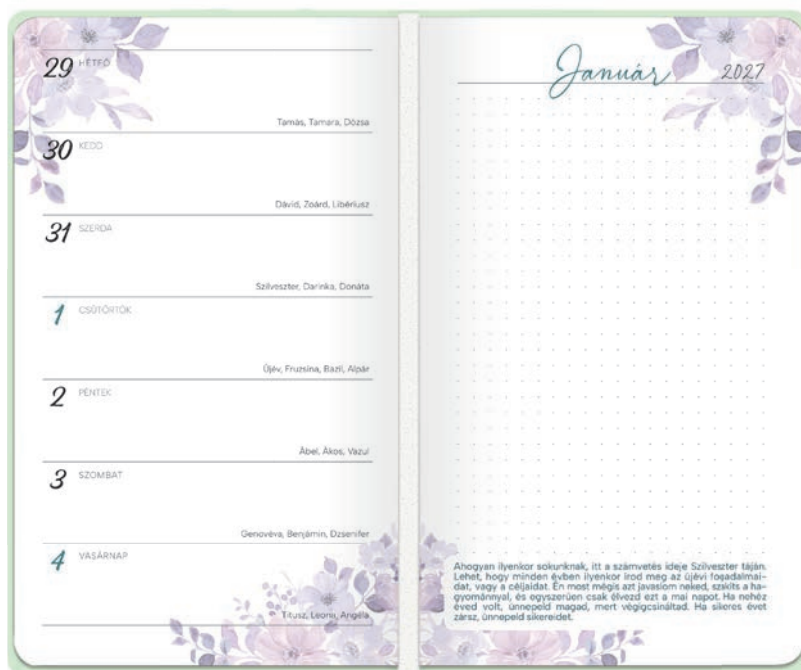 29 HÉTFŐ
Tamás, Tamara, Dózsa
30 KEDD
Dávid, Zoárd, Libériusz
31 SZERDA
Szilveszter, Darinka, Donáta
1 CSÜTÖRTÖK
Újév, Fruzsina, Bazil, Alpár
2 PÉNTEK
Ábel, Ákos, Vazul
3 SZOMBAT
Genovéva, Benjámin, Dzsenifer
4 VASÁRNAP
Titusz, Leona, Angéla
Január 2027
Ahogyan ilyenkor sokunknak, itt a számvetés ideje Szilveszter táján.
Lehet, hogy minden évben ilyenkor írod meg az újévi fogadalmai-
dat, vagy a céljaidat. Én most mégis azt javaslom neked, szakíts a ha-
gyománnyal, és egyszerűen csak élvezd ezt a mai napot. Ha nehéz
éved volt, ünnepeld magad, mert végigcsináltad. Ha sikeres évet
zársz, ünnepeld sikereidet.